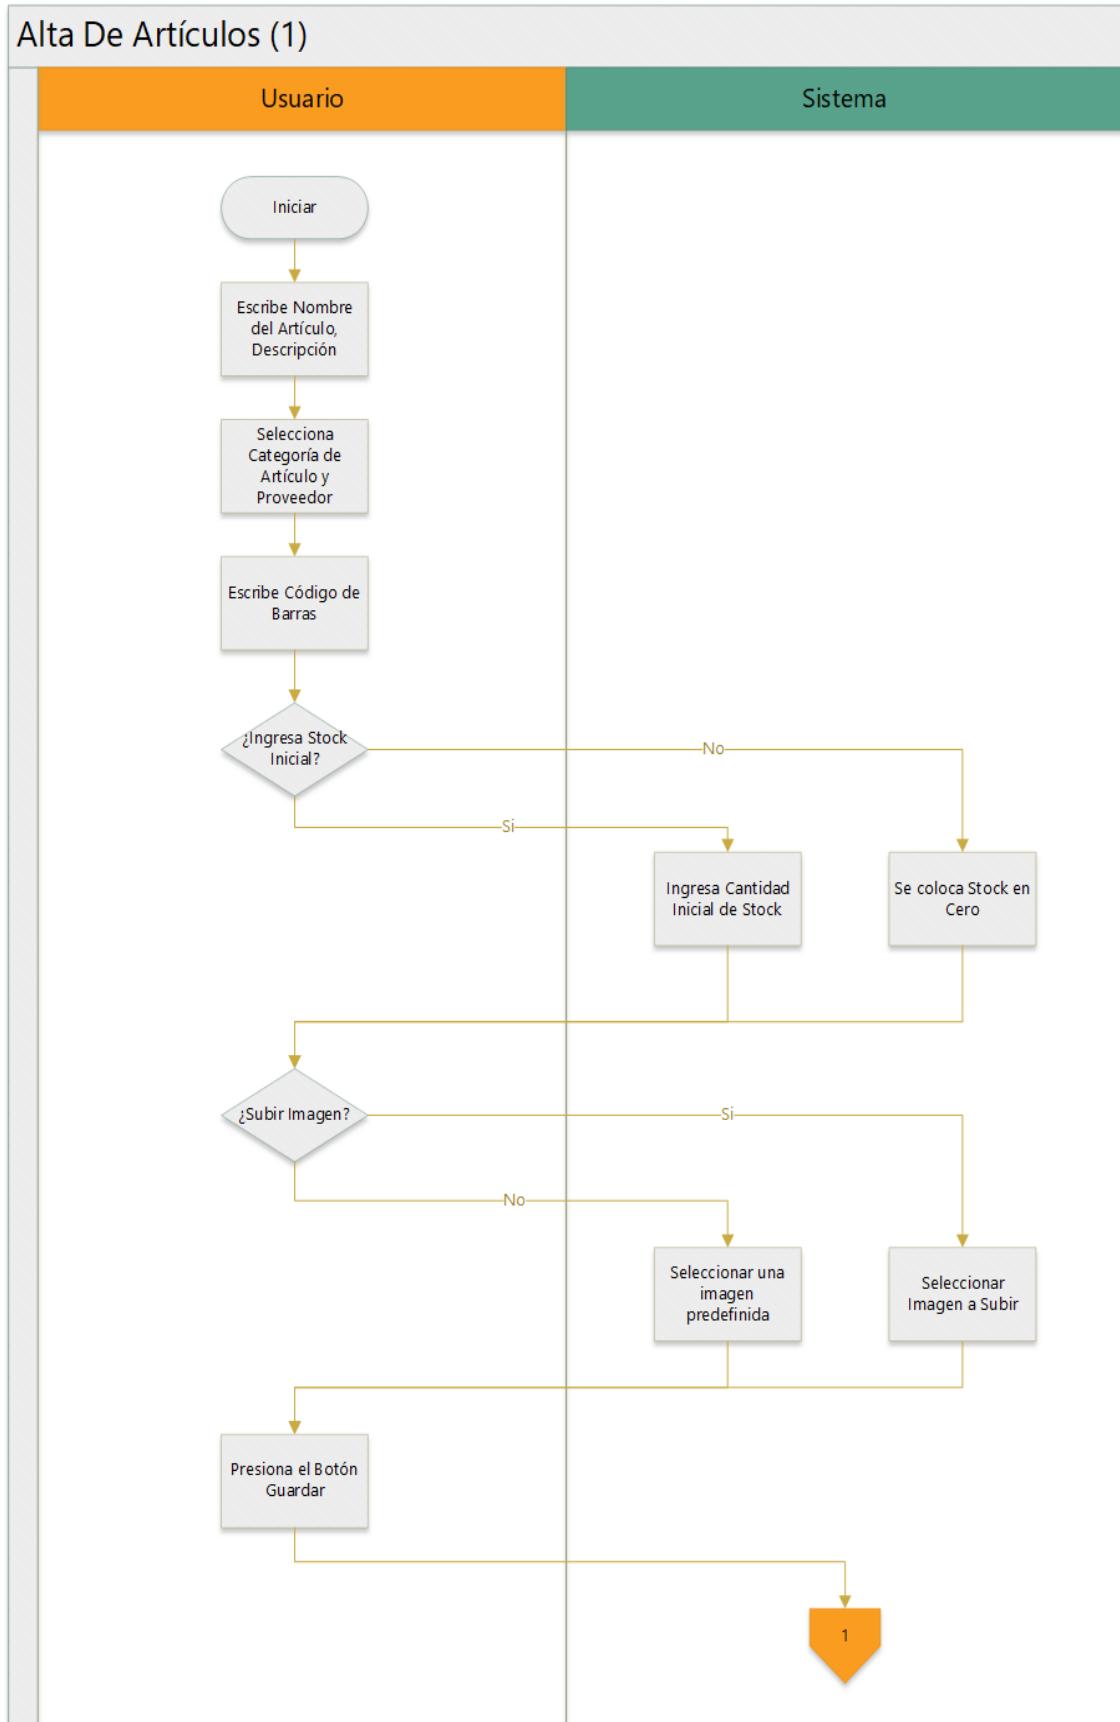 Alta De Artículos (1)
Usuario
Sistema
Iniciar
Escribe Nombre
del Artículo,
Descripción
Selecciona
Categoría de
Artículo y
Proveedor
Escribe Código de
Barras
¿Ingresa Stock
Inicial?
No
Si
Ingresa Cantidad
Inicial de Stock
Se coloca Stock en
Cero
¿Subir Imagen?
Si
No
Seleccionar una
imagen
predefinida
Seleccionar
Imagen a Subir
Presiona el Botón
Guardar
1